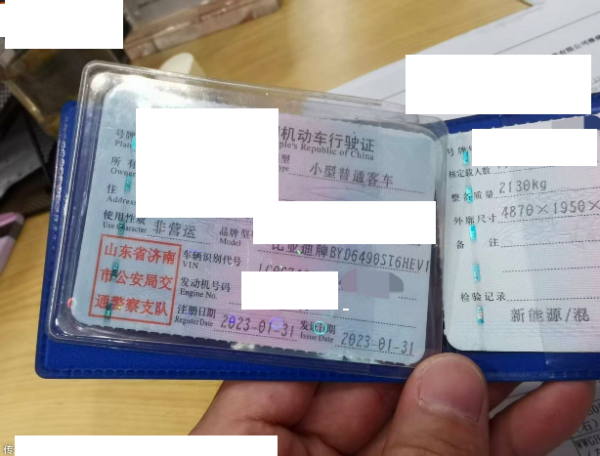 机动车行驶证
ple's Republic of China
号牌
Plate
型
小型普通客车
所有
Owner
住
Address
使用性质
Use Character
非营运
品牌型
Model
比亚迪牌BYD6490ST6HEV1
山东省济南
市公安局交
通警察支队
车辆识别代号
VIN
发动机号码
Engine No.
注册日期
Register Date
2023-01-31
发证日期
Issue Date
2023-01-31
号牌
核定载人数
整备质量
2130kg
外廓尺寸
4870×1950×
备 注
检验记录
新能源/混
传